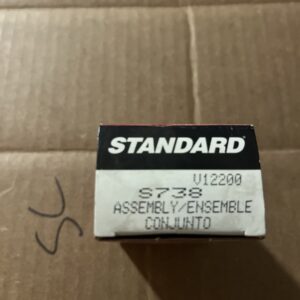 STANDARD
V12200
S738
ASSEMBLY/ENSEMBLE
CONJUNTO